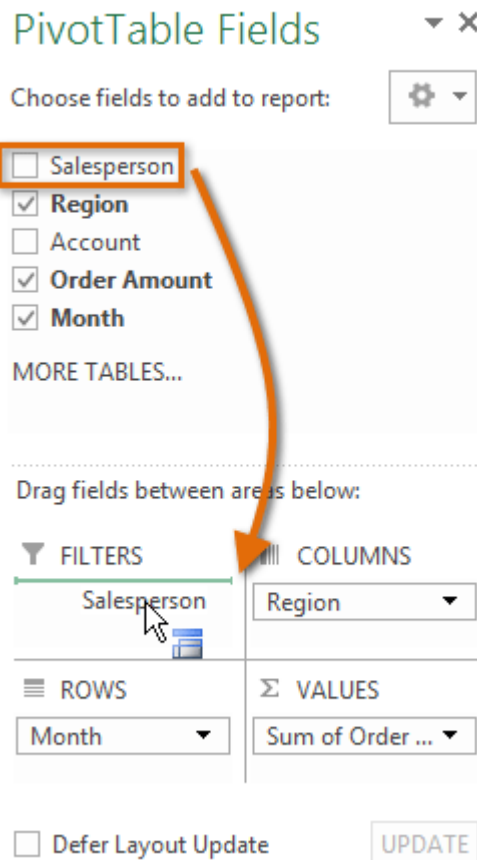 PivotTable Fields
Choose fields to add to report:
Salesperson
Region
Account
Order Amount
Month
MORE TABLES...
Drag fields between areas below:
FILTERS
Salesperson
COLUMNS
Region
ROWS
Month
Σ VALUES
Sum of Order ...
Defer Layout Update
UPDATE